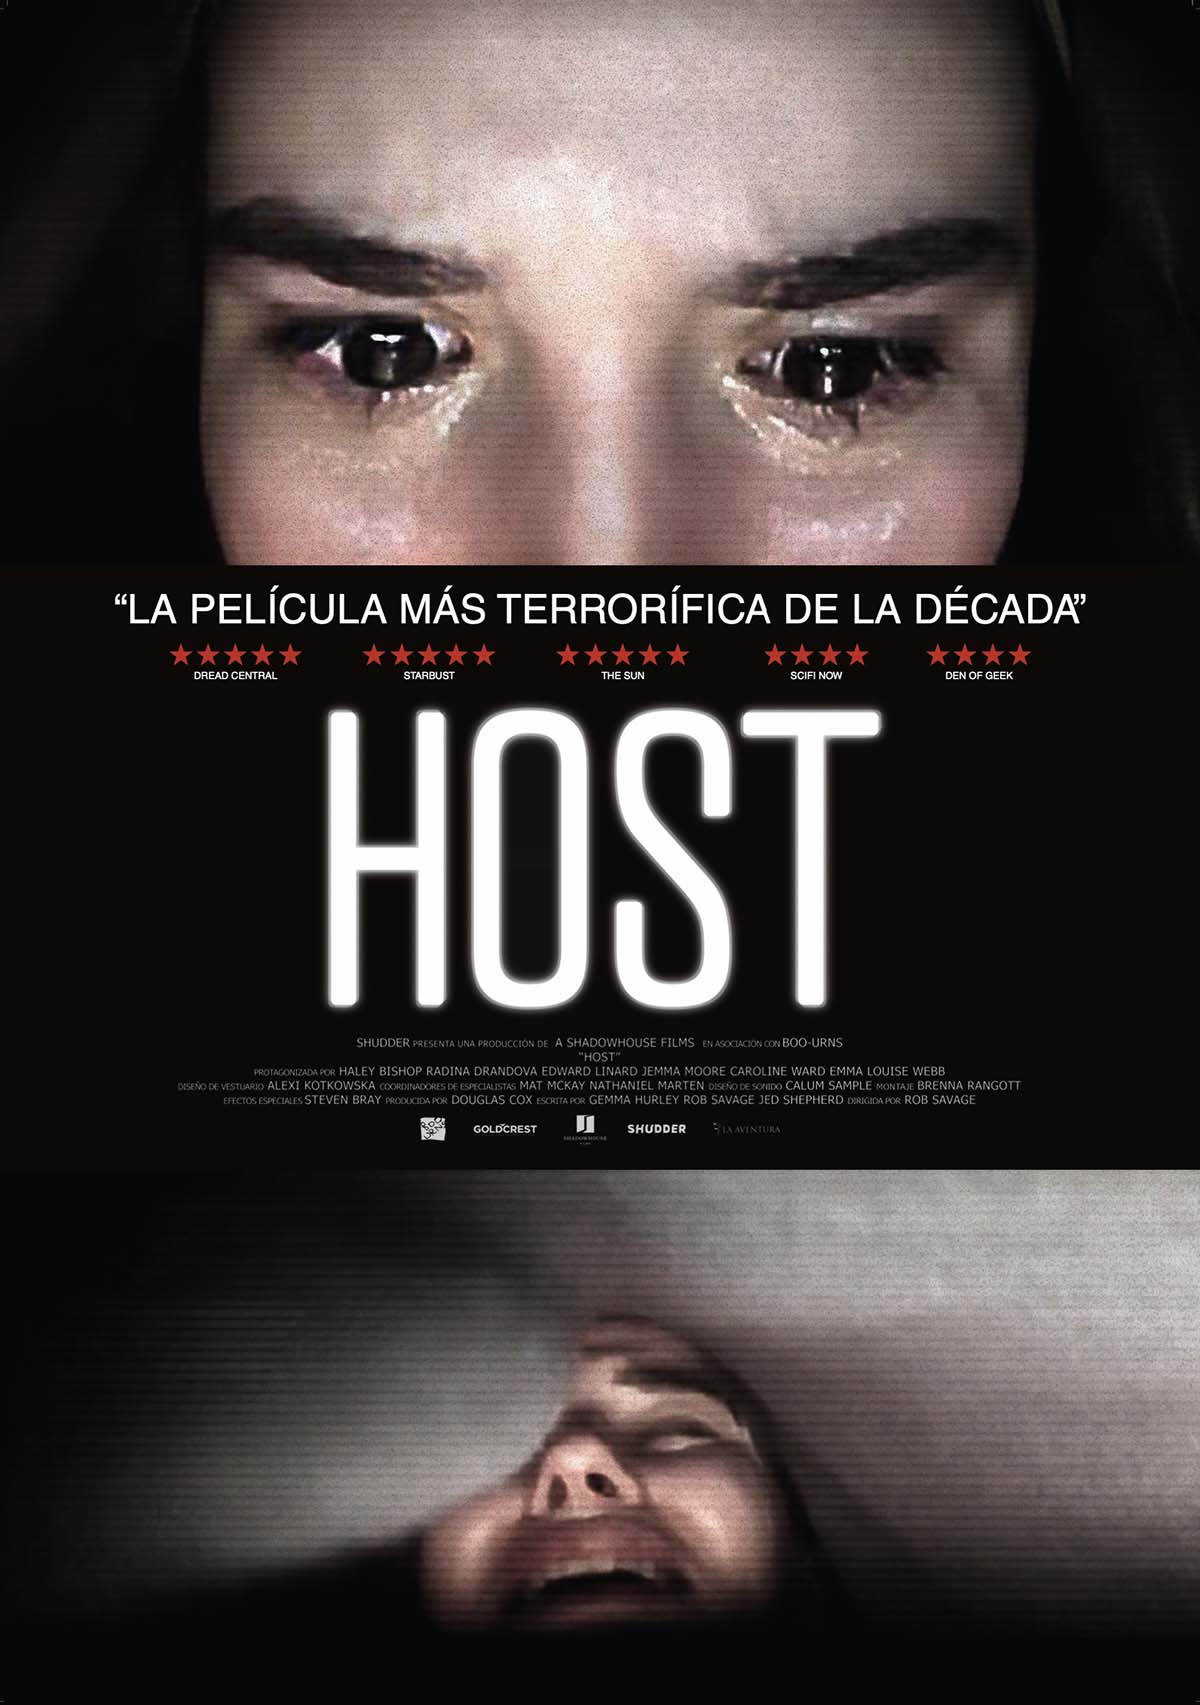 “LA PELÍCULA MÁS TERRORÍFICA DE LA DÉCADA”
DREAD CENTRAL STARBUST THE SUN SCIFI NOW DEN OF GEEK
HOST
SHUDDER PRESENTA UNA PRODUCCIÓN DE A SHADOWHOUSE FILMS EN ASOCIACIÓN CON BOO-URNS
“HOST”
PROTAGONIZADA POR HALEY BISHOP RADINA DRANDOVA EDWARD LINARD JEMMA MOORE CAROLINE WARD EMMA LOUISE WEBB
DISEÑO DE VESTUARIO ALEXI KOTKOWSKA COORDINADORES DE ESPECIALISTAS MAT MCKAY NATHANIEL MARTEN DISEÑO DE SONIDO CALUM SAMPLE MONTAJE BRENNA RANGOTT
EFECTOS ESPECIALES STEVEN BRAY PRODUCIDA POR DOUGLAS COX ESCRITA POR GEMMA HURLEY ROB SAVAGE JED SHEPHERD DIRIGIDA POR ROB SAVAGE
GOLDCREST SHADOWHOUSE FILMS SHUDDER LA AVENTURA